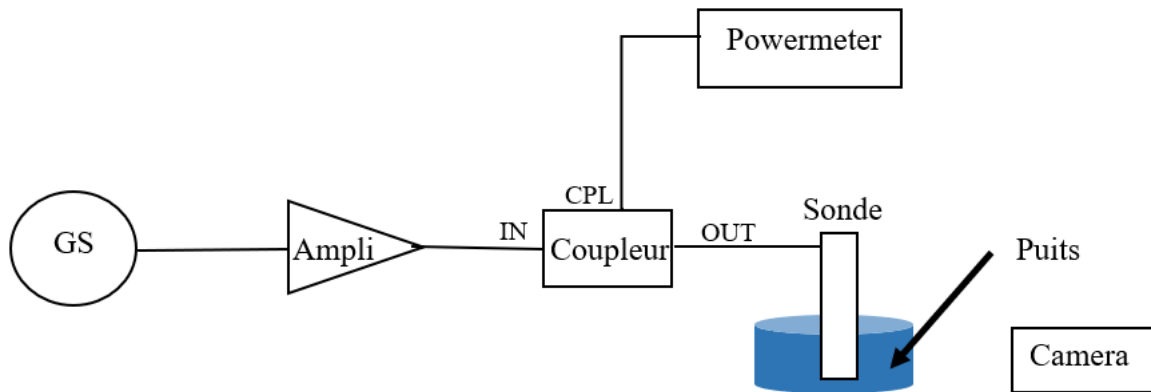 Powermeter
CPL
Sonde
GS
Ampli
IN
Coupleur
OUT
Puits
Camera